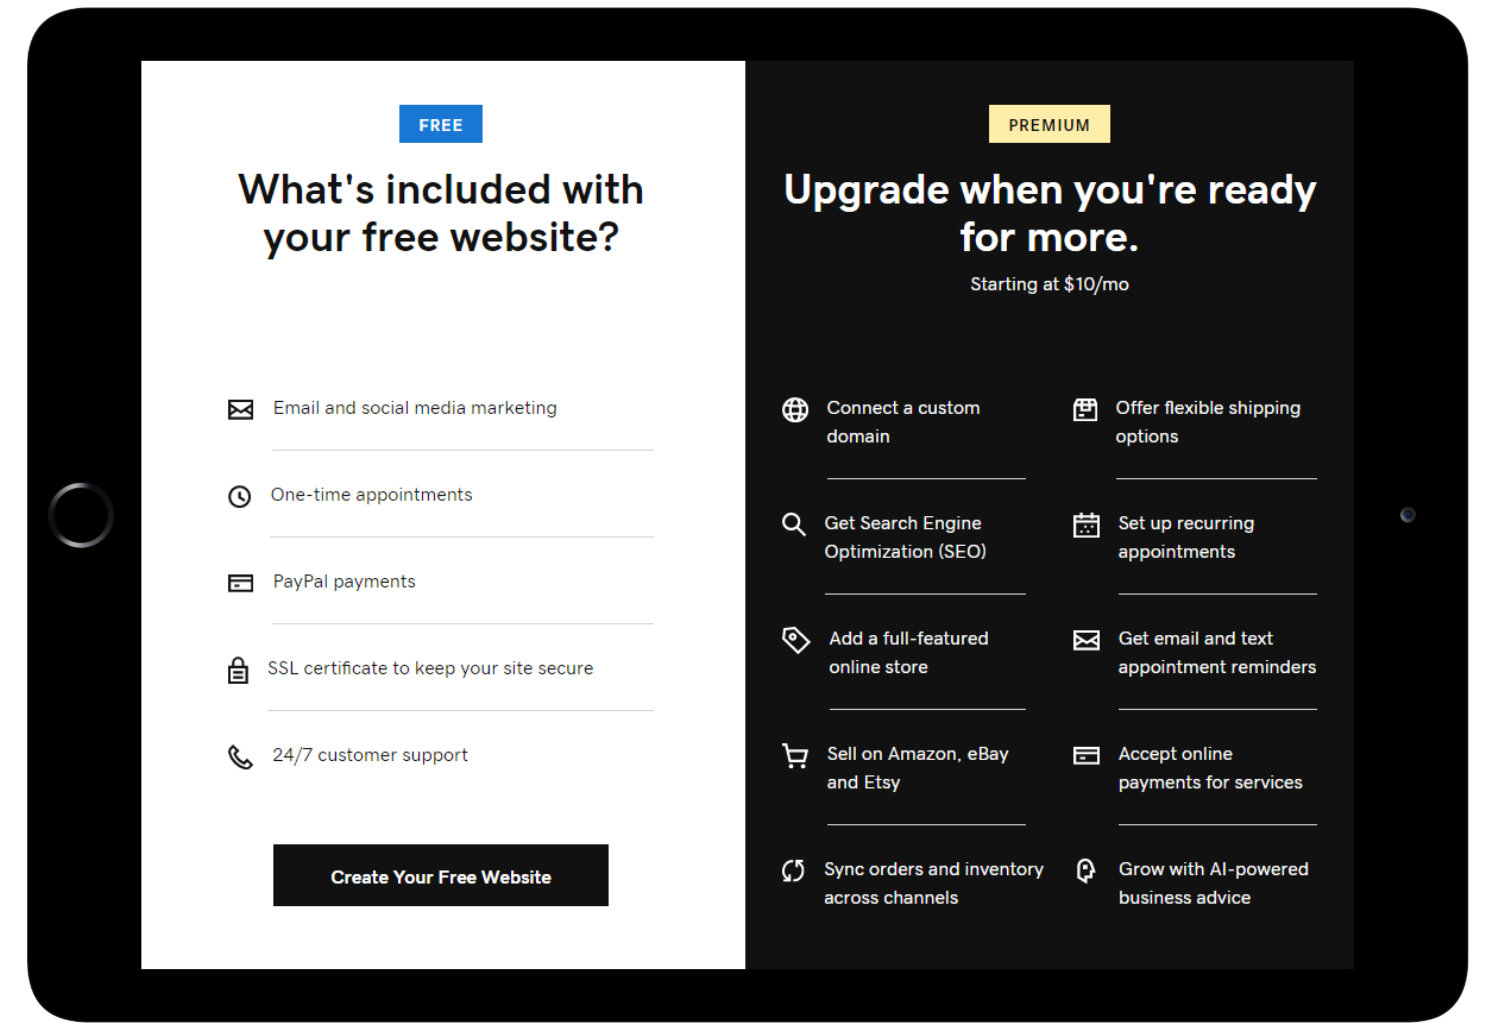 FREE
What's included with
your free website?
Email and social media marketing
One-time appointments
PayPal payments
SSL certificate to keep your site secure
24/7 customer support
Create Your Free Website
PREMIUM
Upgrade when you're ready
for more.
Starting at $10/mo
Connect a custom
domain
Get Search Engine
Optimization (SEO)
Add a full-featured
online store
Sell on Amazon, eBay
and Etsy
Sync orders and inventory
across channels
Offer flexible shipping
options
Set up recurring
appointments
Get email and text
appointment reminders
Accept online
payments for services
Grow with AI-powered
business advice